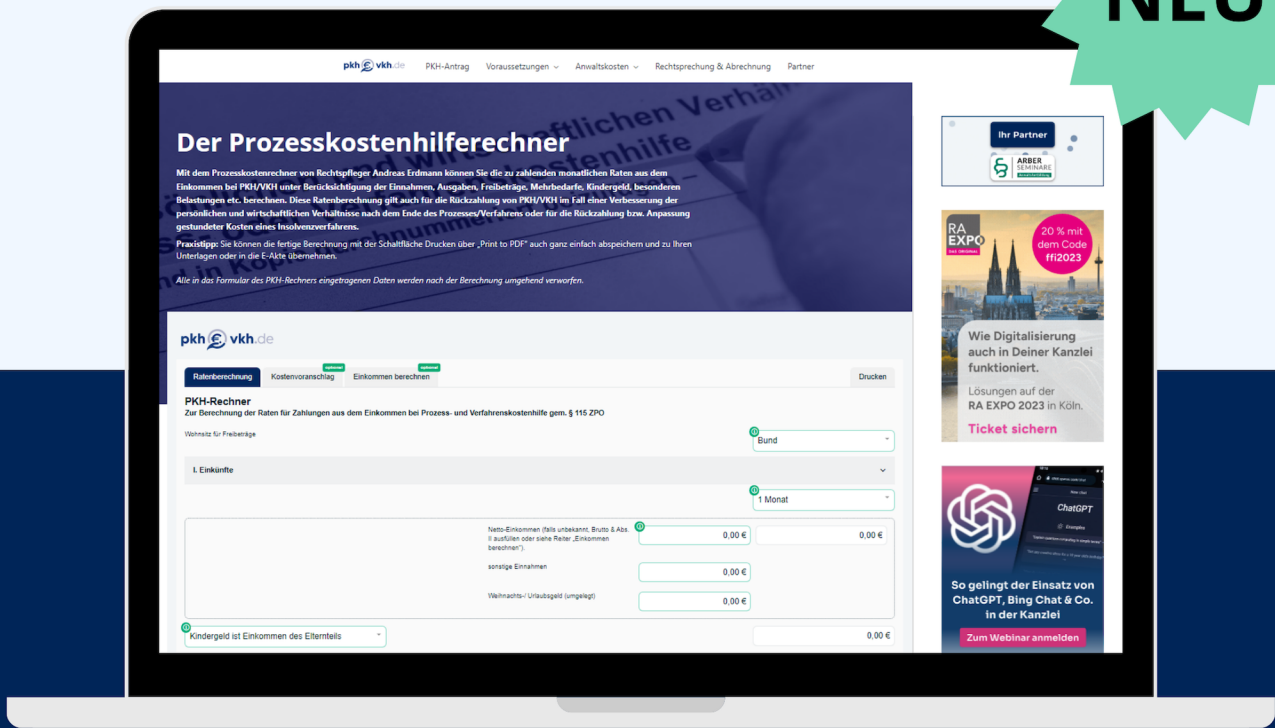 NEU
pkh vkh.de
PKH-Antrag
Voraussetzungen
Anwaltskosten
Rechtsprechung & Abrechnung
Partner
Der Prozesskostenhilferechner
Mit dem Prozesskostenrechner von Rechtspfleger Andreas Erdmann können Sie die zu zahlenden monatlichen Raten aus dem
Einkommen bei PKH/VKH unter Berücksichtigung der Einnahmen, Ausgaben, Freibeträge, Mehrbedarfe, Kindergeld, besonderen
Belastungen etc. berechnen. Diese Ratenberechnung gilt auch für die Rückzahlung von PKH/VKH im Fall einer Verbesserung der
persönlichen und wirtschaftlichen Verhältnisse nach dem Ende des Prozesses/Verfahrens oder für die Rückzahlung bzw. Anpassung
gestundeter Kosten eines Insolvenzverfahrens.
Praxistipp: Sie können die fertige Berechnung mit der Schaltfläche Drucken über „Print to PDF" auch ganz einfach abspeichern und zu Ihren
Unterlagen oder in die E-Akte übernehmen.
Alle in das Formular des PKH-Rechners eingetragenen Daten werden nach der Berechnung umgehend verworfen.
pkh vkh.de
Ratenberechnung
Kostenvoranschlag
optional
Einkommen berechnen
optional
Drucken
PKH-Rechner
Zur Berechnung der Raten für Zahlungen aus dem Einkommen bei Prozess- und Verfahrenskostenhilfe gem. § 115 ZPO
Wohnsitz für Freibeträge
Bund
I. Einkünfte
1 Monat
Netto-Einkommen (falls unbekannt, Brutto & Abs.
II ausfüllen oder siehe Reiter „Einkommen
berechnen").
0,00 €
0,00 €
sonstige Einnahmen
0,00 €
Weihnachts-/ Urlaubsgeld (umgelegt)
0,00 €
Kindergeld ist Einkommen des Elternteils
0,00 €
Ihr Partner
ARBER
SEMINARE
RA
EXPO
20 % mit
dem Code
ffi2023
Wie Digitalisierung
auch in Deiner Kanzlei
funktioniert.
Lösungen auf der
RA EXPO 2023 in Köln.
Ticket sichern
New chat
ChatGPT
Examples
So gelingt der Einsatz von
ChatGPT, Bing Chat & Co.
in der Kanzlei
Zum Webinar anmelden